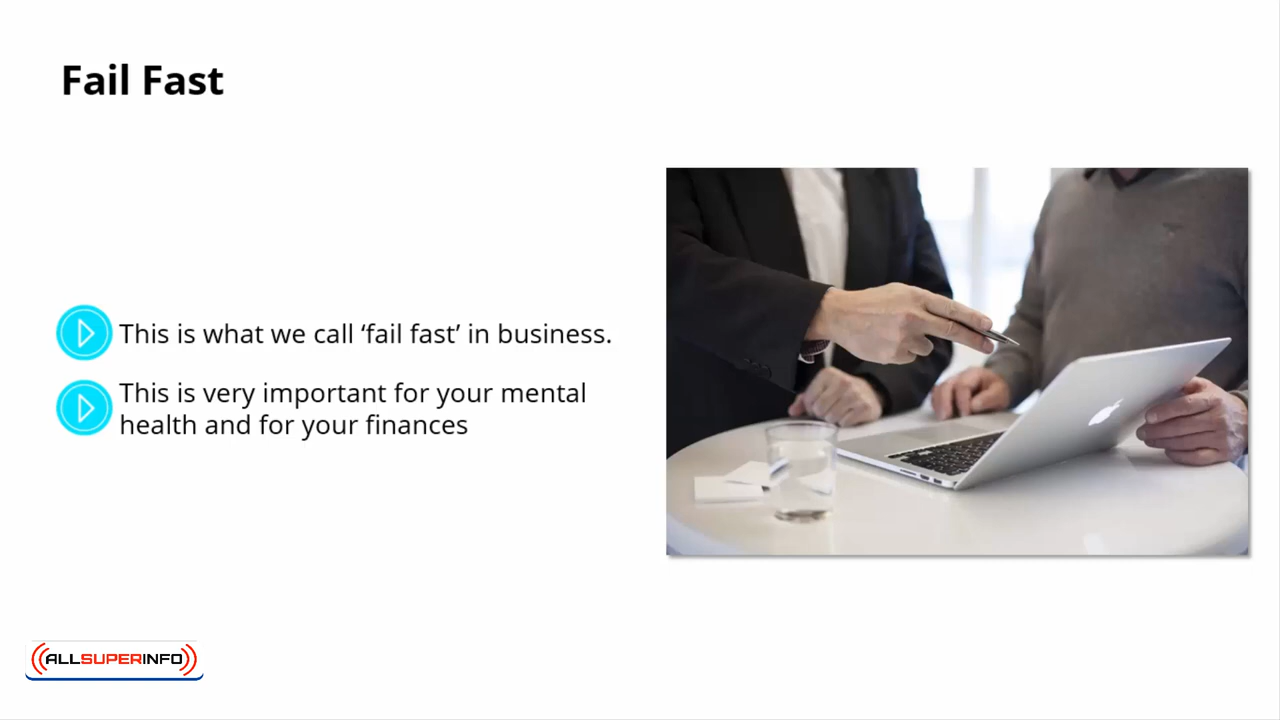 Fail Fast
This is what we call ‘fail fast’ in business.
This is very important for your mental
health and for your finances
ALLSUPERINFO